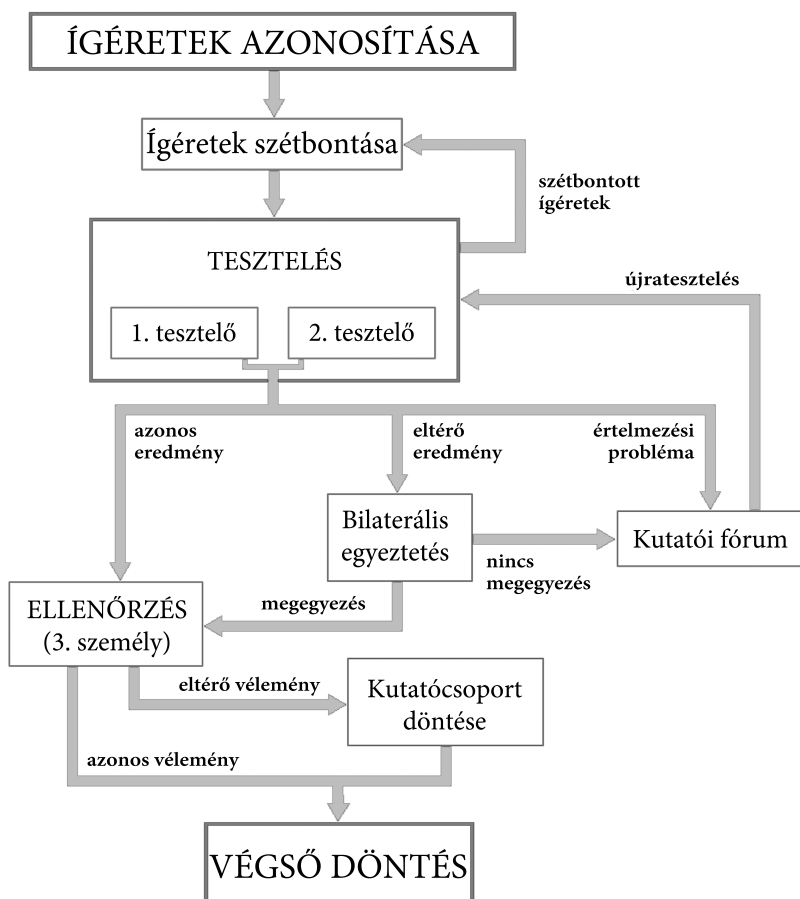 ÍGÉRETEK AZONOSÍTÁSA
Ígéretek szétbontása
szétbontott
ígéretek
TESZTELÉS
újratesztelés
1. tesztelő
2. tesztelő
azonos
eredmény
eltérő
eredmény
értelmezési
probléma
Bilaterális
egyeztetés
Kutatói fórum
nincs
megegyezés
megegyezés
ELLENŐRZÉS
(3. személy)
eltérő vélemény
Kutatócsoport
döntése
azonos vélemény
VÉGSŐ DÖNTÉS